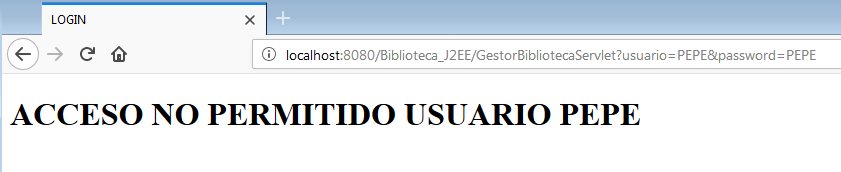 LOGIN
localhost:8080/Biblioteca_J2EE/GestorBibliotecaServlet?usuario=PEPE&password=PEPE
ACCESO NO PERMITIDO USUARIO PEPE